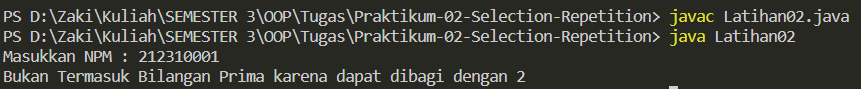 PS D:\Zaki\Kuliah\SEMESTER 3\OOP\Tugas\Praktikum-02-Selection-Repetition> javac Latihan02.java
PS D:\Zaki\Kuliah\SEMESTER 3\OOP\Tugas\Praktikum-02-Selection-Repetition> java Latihan02
Masukkan NPM : 212310001
Bukan Termasuk Bilangan Prima karena dapat dibagi dengan 2